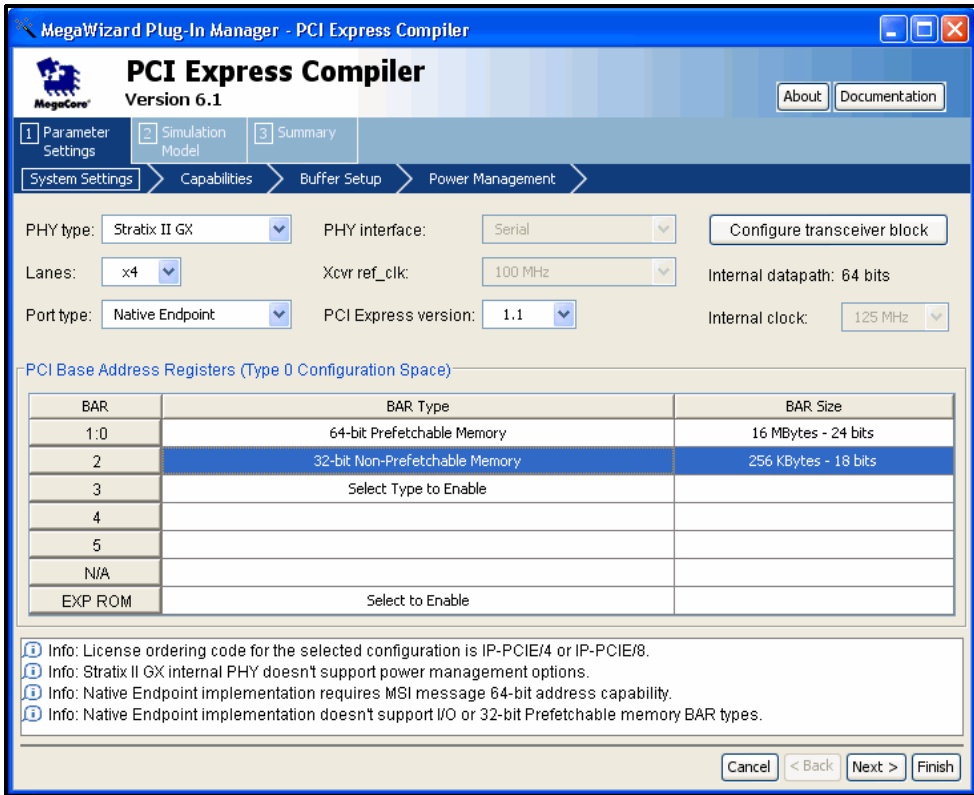 MegaWizard Plug-In Manager - PCI Express Compiler
MegaCore®
PCI Express Compiler
Version 6.1
About
Documentation
1 Parameter Settings
2 Simulation Model
3 Summary
System Settings
Capabilities
Buffer Setup
Power Management
PHY type: Stratix II GX PHY interface: Serial Configure transceiver block
Lanes: x4 Xcvr ref_clk: 100 MHz Internal datapath: 64 bits
Port type: Native Endpoint PCI Express version: 1.1 Internal clock: 125 MHz
PCI Base Address Registers (Type 0 Configuration Space)
BAR BAR Type BAR Size
1:0 64-bit Prefetchable Memory 16 MBytes - 24 bits
2 32-bit Non-Prefetchable Memory 256 KBytes - 18 bits
3 Select Type to Enable
4
5
N/A
EXP ROM Select to Enable
Info: License ordering code for the selected configuration is IP-PCIE/4 or IP-PCIE/8.
Info: Stratix II GX internal PHY doesn't support power management options.
Info: Native Endpoint implementation requires MSI message 64-bit address capability.
Info: Native Endpoint implementation doesn't support I/O or 32-bit Prefetchable memory BAR types.
Cancel < Back Next > Finish